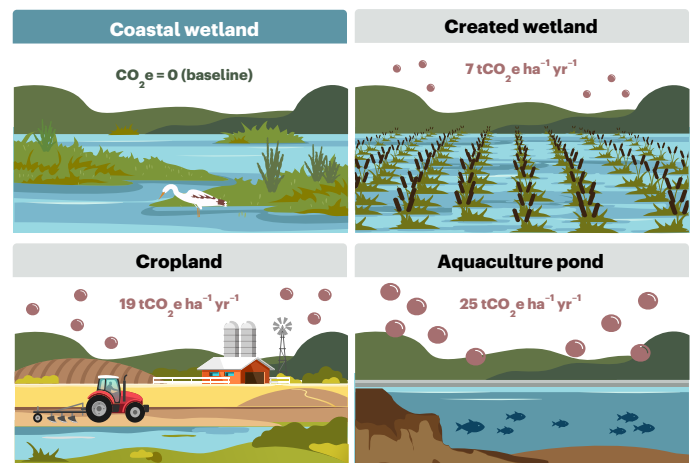 Coastal wetland
CO₂e = 0 (baseline)
Created wetland
7 tCO₂e ha⁻¹ yr⁻¹
Cropland
19 tCO₂e ha⁻¹ yr⁻¹
Aquaculture pond
25 tCO₂e ha⁻¹ yr⁻¹